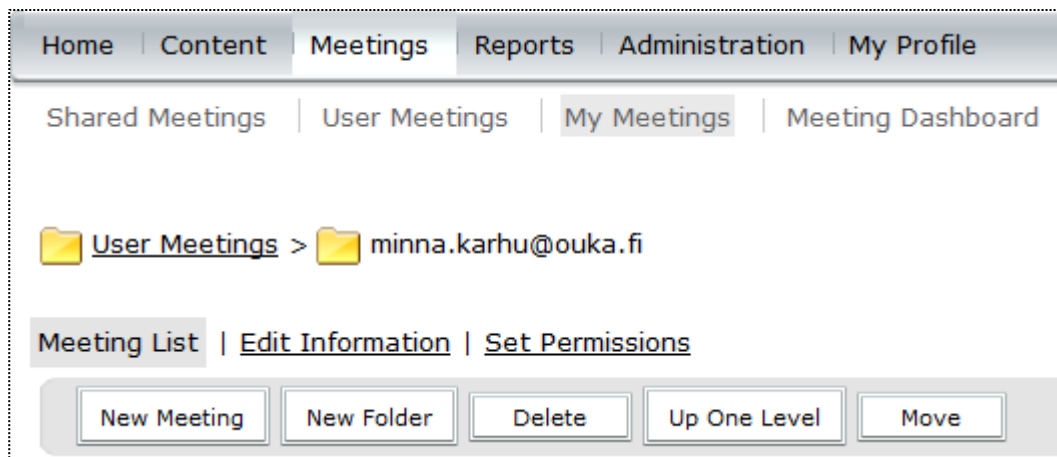 Home Content Meetings Reports Administration My Profile
Shared Meetings User Meetings My Meetings Meeting Dashboard
User Meetings > minna.karhu@ouka.fi
Meeting List | Edit Information | Set Permissions
New Meeting New Folder Delete Up One Level Move